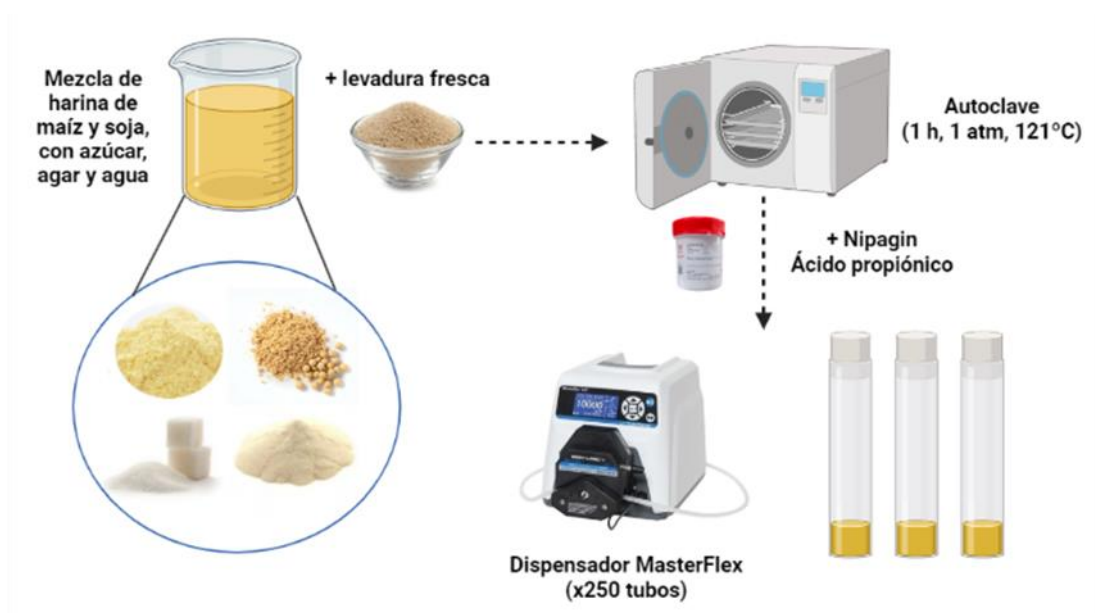 Mezcla de
harina de
maíz y soja,
con azúcar,
agar y agua
+ levadura fresca
Autoclave
(1 h, 1 atm, 121ºC)
+ Nipagin
Ácido propiónico
Dispensador MasterFlex
(x250 tubos)